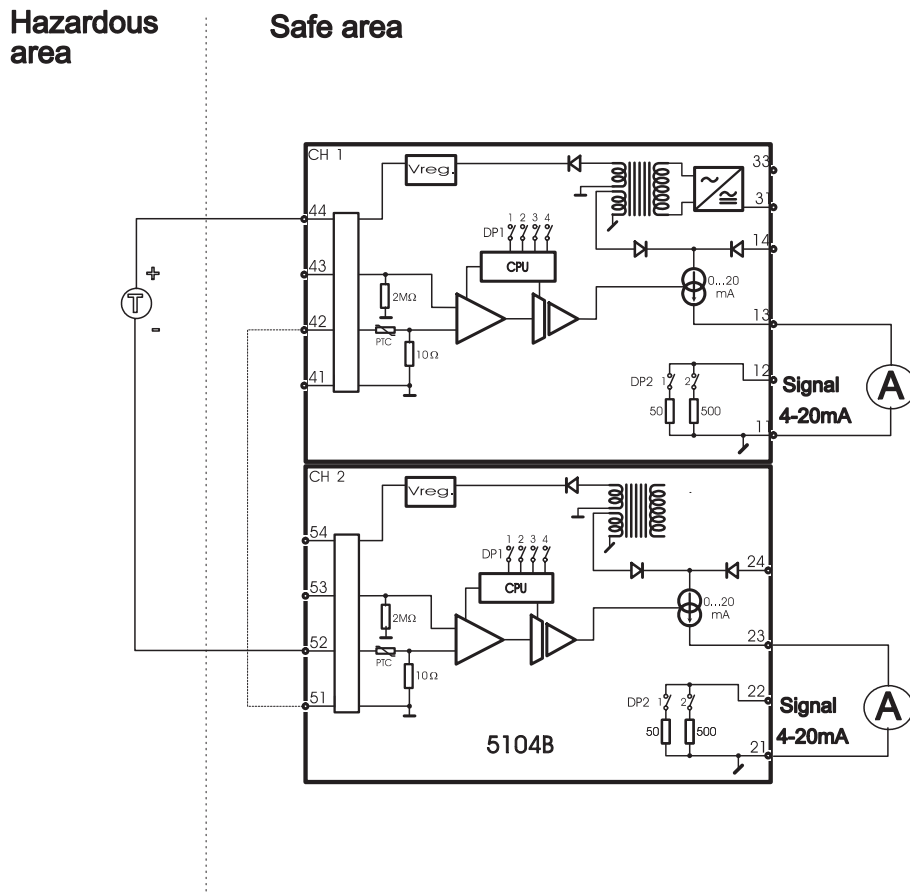 Hazardous
area
Safe area
CH 1
Vreg.
33
31
44
14
DP1
1 2 3 4
CPU
43
0...20
mA
2MΩ
42
13
PTC
10Ω
41
12
DP2 1 2
50
500
11
T
+
-
Signal
4-20mA
A
CH 2
Vreg.
54
24
DP1
1 2 3 4
CPU
53
0...20
mA
2MΩ
52
23
PTC
10Ω
51
22
DP2 1 2
50
500
21
5104B
Signal
4-20mA
A